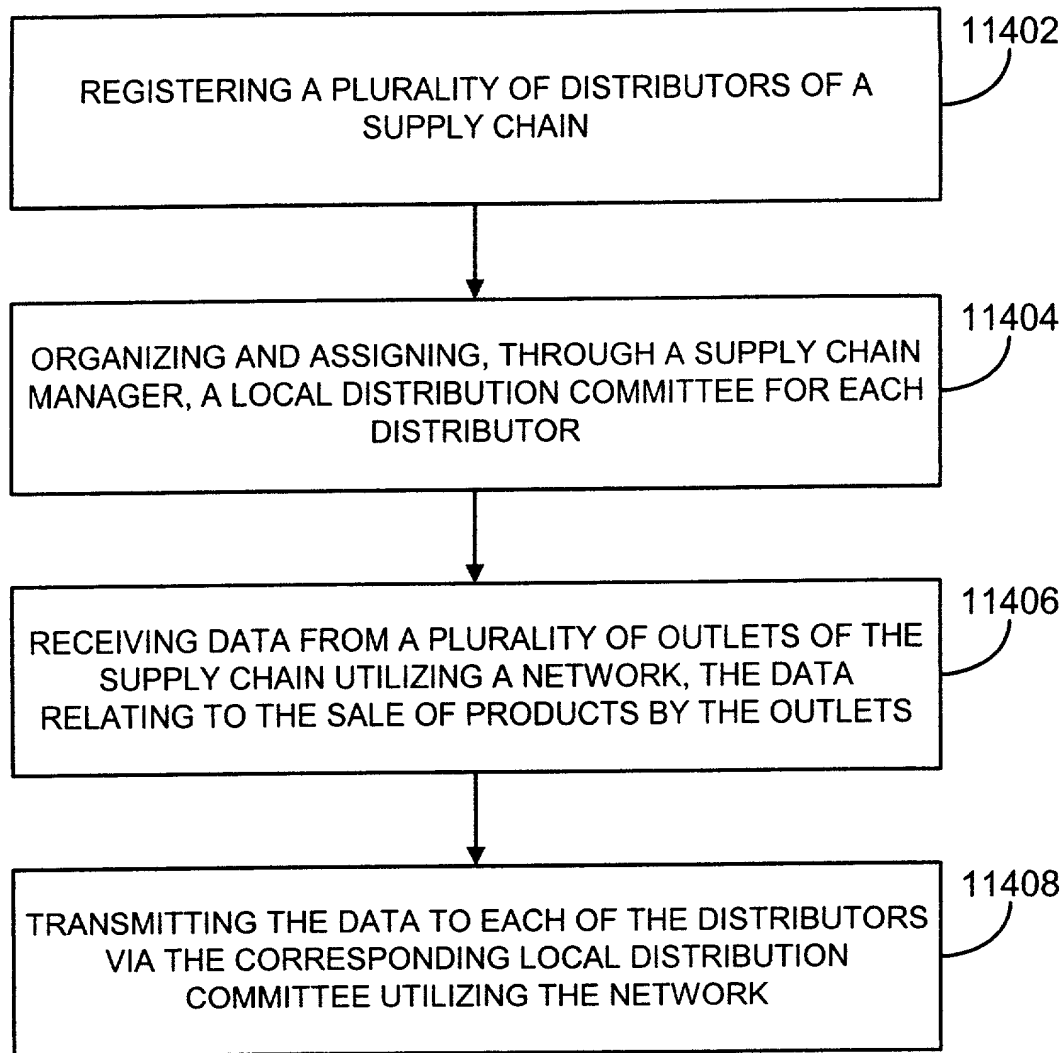 11402
REGISTERING A PLURALITY OF DISTRIBUTORS OF A
SUPPLY CHAIN
11404
ORGANIZING AND ASSIGNING, THROUGH A SUPPLY CHAIN
MANAGER, A LOCAL DISTRIBUTION COMMITTEE FOR EACH
DISTRIBUTOR
11406
RECEIVING DATA FROM A PLURALITY OF OUTLETS OF THE
SUPPLY CHAIN UTILIZING A NETWORK, THE DATA
RELATING TO THE SALE OF PRODUCTS BY THE OUTLETS
11408
TRANSMITTING THE DATA TO EACH OF THE DISTRIBUTORS
VIA THE CORRESPONDING LOCAL DISTRIBUTION
COMMITTEE UTILIZING THE NETWORK